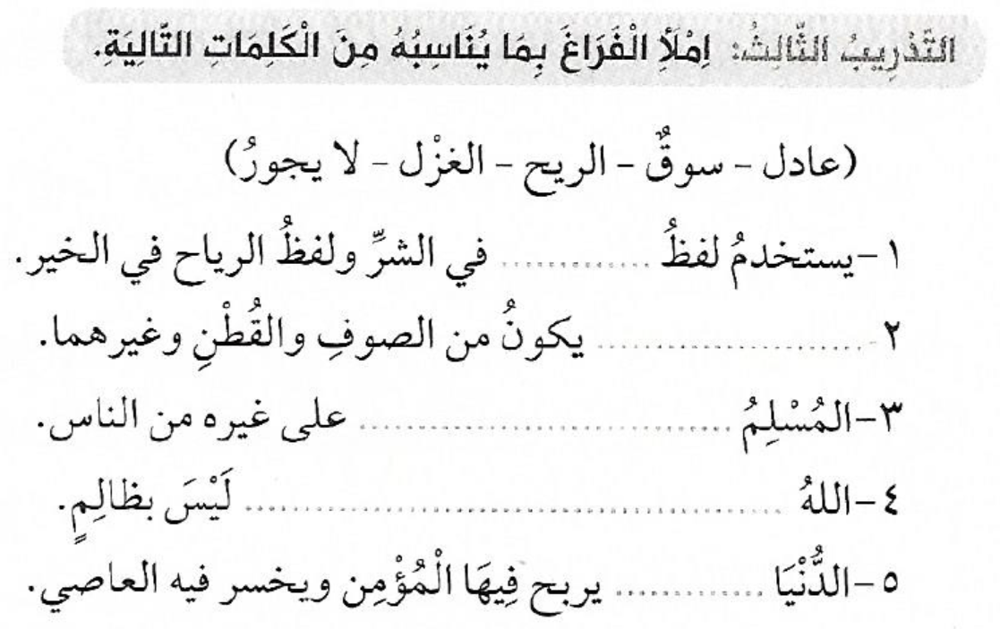 التَّدْرِيبُ الثَّالِثُ: اِمْلَأِ الْفَرَاغَ بِمَا يُنَاسِبُهُ مِنَ الْكَلِمَاتِ التَّالِيَةِ.
(عادل - سوقٌ - الريح - الغزْل - لا يجورُ)
١- يستخدمُ لفظُ ............ في الشرِّ ولفظُ الرياح في الخير.
٢- ...................... يكونُ من الصوفِ والقُطْنِ وغيرهما.
٣- المُسْلِمُ .............................. على غيره من الناس.
٤- اللهُ .......................................... لَيْسَ بظالِمٍ.
٥- الدُّنْيَا ............ يربح فِيهَا الْمُؤْمِن ويخسر فيه العاصي.